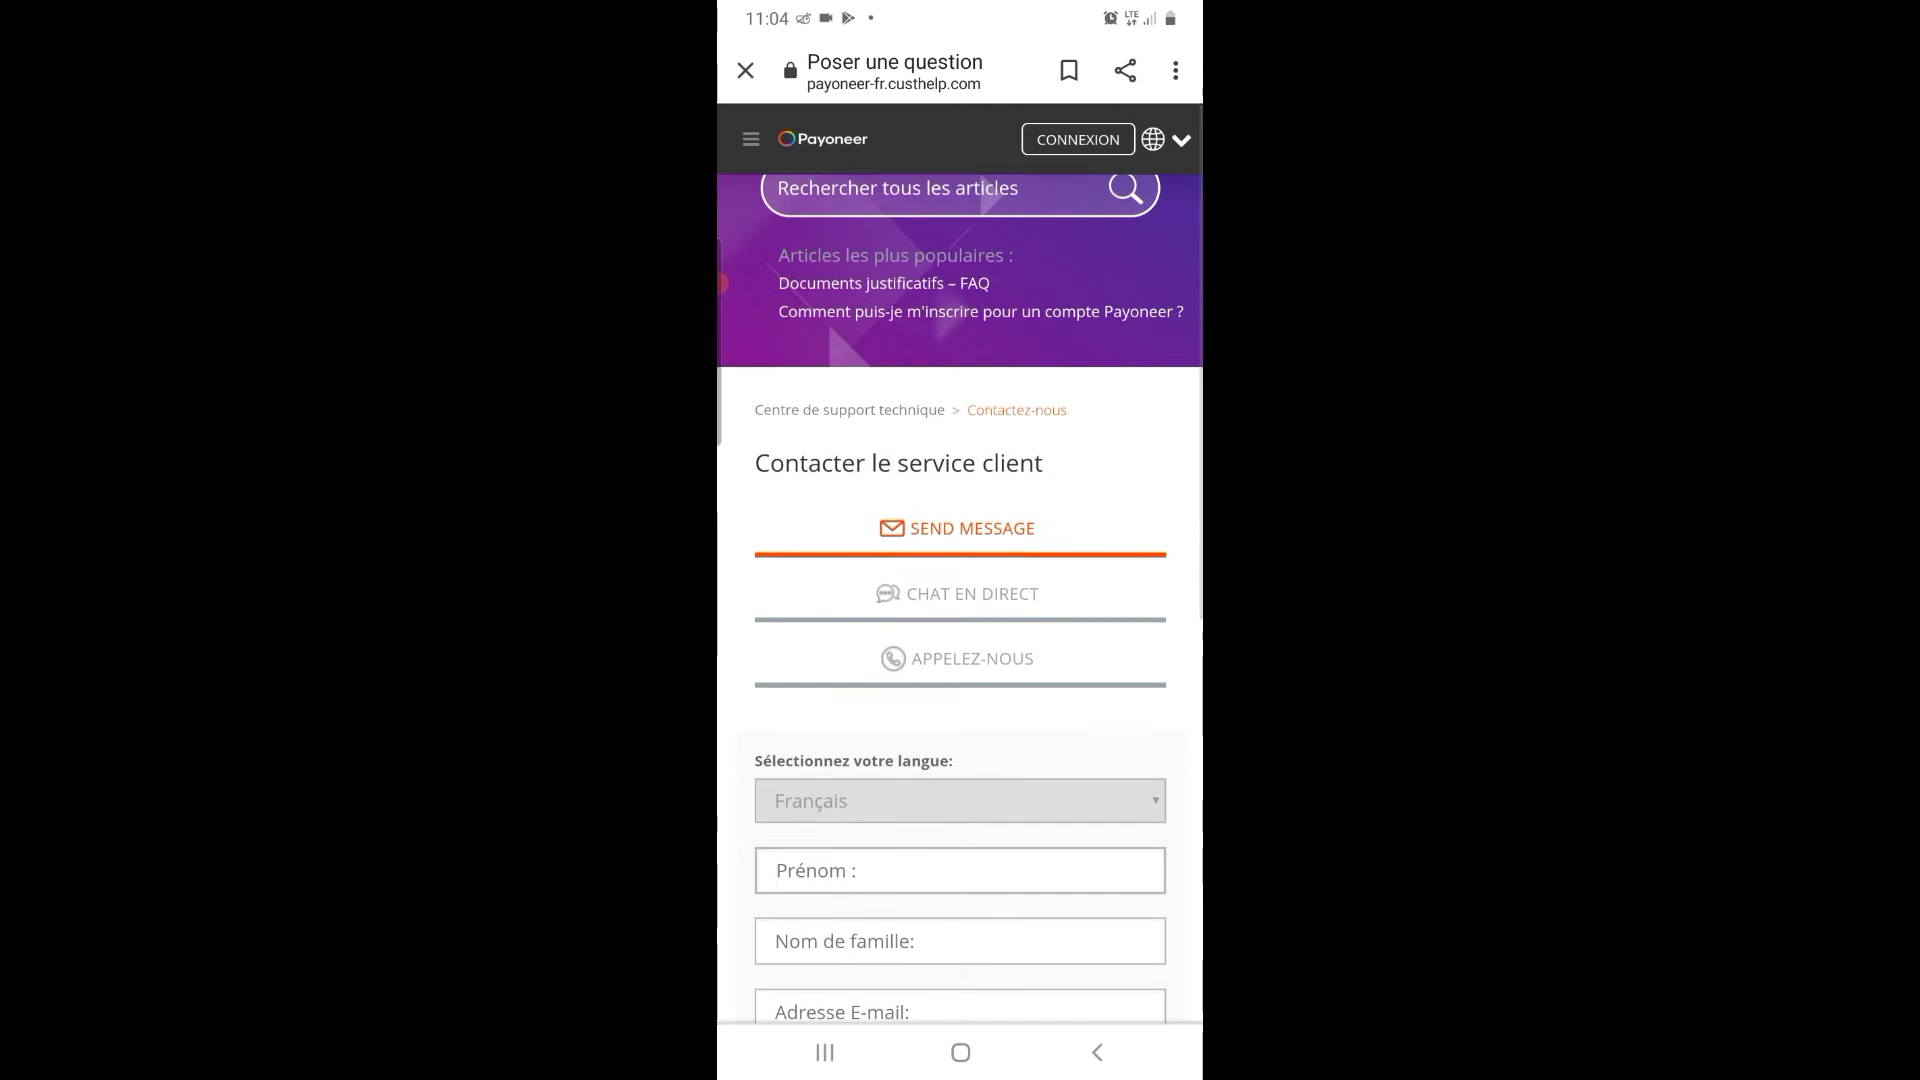 11:04
LTE
Poser une question
payoneer-fr.custhelp.com
Payoneer
CONNEXION
Rechercher tous les articles
Articles les plus populaires :
Documents justificatifs – FAQ
Comment puis-je m'inscrire pour un compte Payoneer ?
Centre de support technique > Contactez-nous
Contacter le service client
SEND MESSAGE
CHAT EN DIRECT
APPELEZ-NOUS
Sélectionnez votre langue:
Français
Prénom :
Nom de famille:
Adresse E-mail: